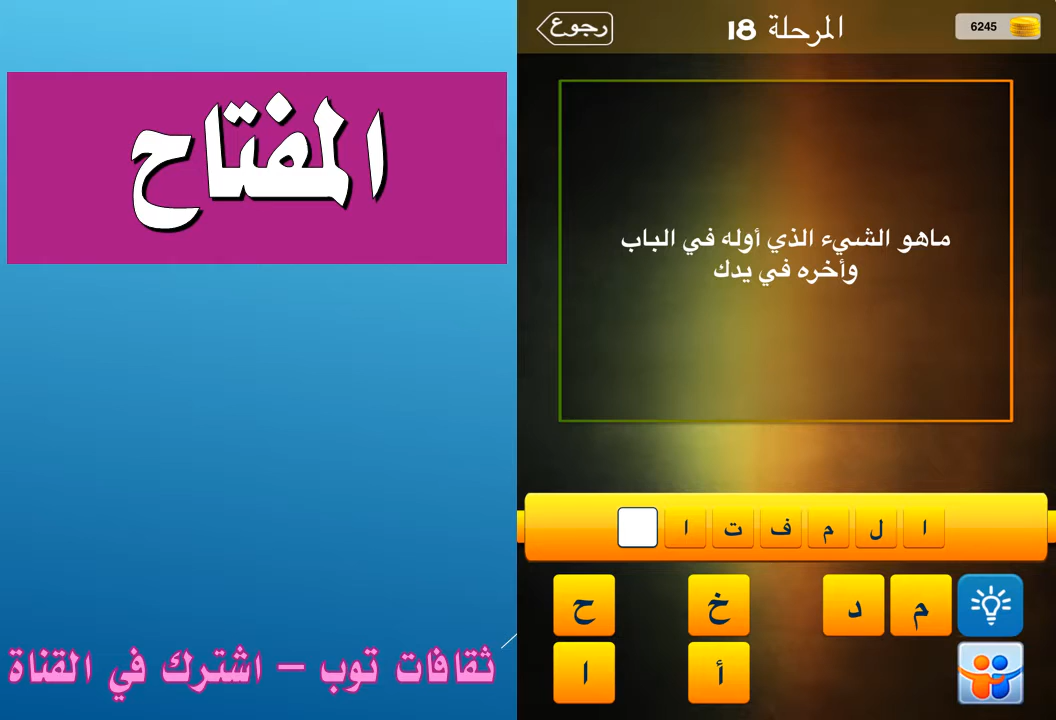 المفتاح
ثقافات توب – اشترك في القناة
رجوع
المرحلة 18
6245
ماهو الشيء الذي أوله في الباب
وأخره في يدك
ا ل م ف ت ا
ح خ د م
ا أ